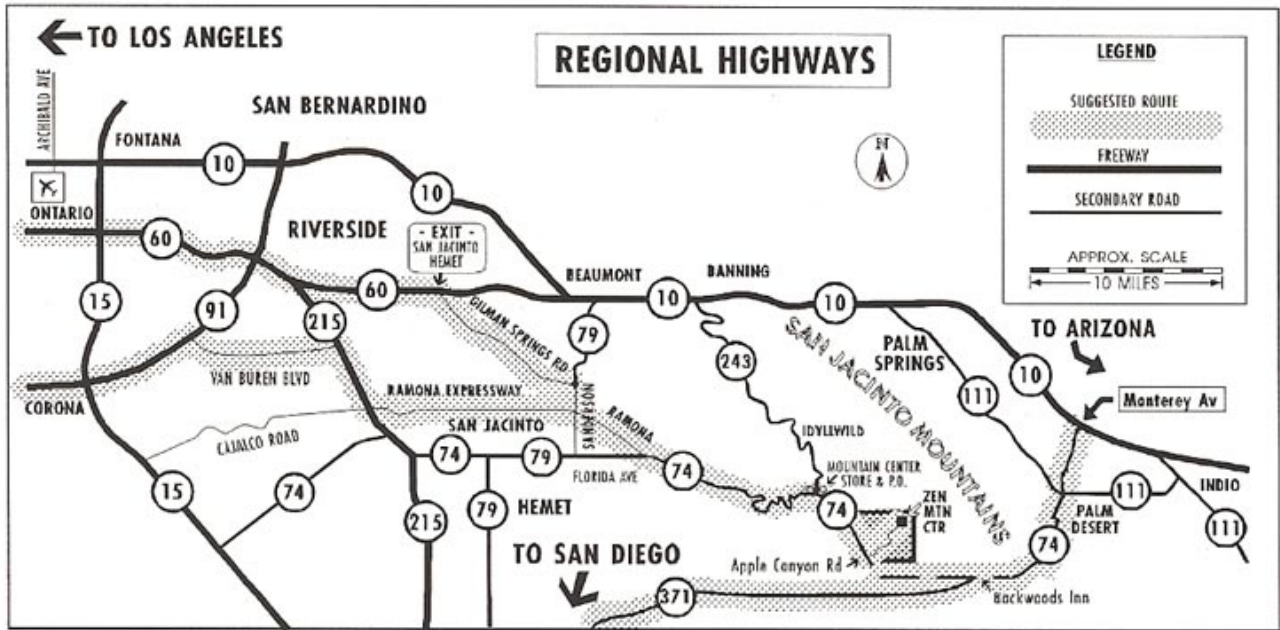 TO LOS ANGELES
REGIONAL HIGHWAYS
LEGEND
SUGGESTED ROUTE
FREEWAY
SECONDARY ROAD
APPROX. SCALE
10 MILES
ARCHIBALD AVE
SAN BERNARDINO
FONTANA
10
N
10
ONTARIO
60
RIVERSIDE
- EXIT -
SAN JACINTO
HEMET
BEAUMONT
BANNING
60
10
10
15
91
215
GILMAN SPRINGS RD
79
243
SAN JACINTO MOUNTAINS
PALM
SPRINGS
TO ARIZONA
10
111
Monterey Av
VAN BUREN BLVD
CORONA
RAMONA EXPRESSWAY
SANDERSON
RAMONA
CAJALCO ROAD
SAN JACINTO
IDYLLWILD
74
79
FLORIDA AVE
74
MOUNTAIN CENTER
STORE & P.O.
15
74
215
79
HEMET
74
ZEN
MTN
CTR
111
INDIO
PALM
DESERT
111
74
TO SAN DIEGO
Apple Canyon Rd
371
Backwoods Inn